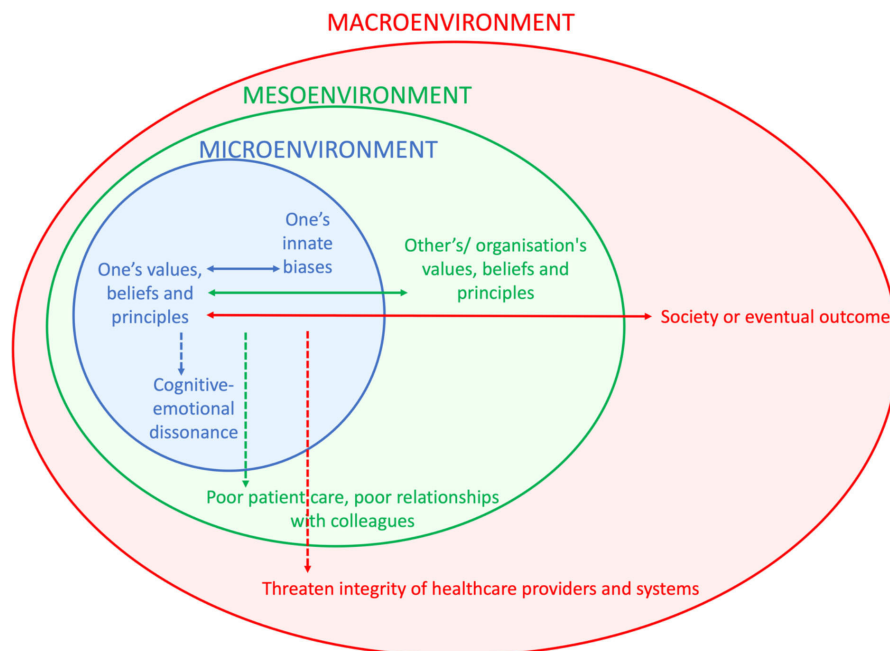 MACROENVIRONMENT
MESOENVIRONMENT
MICROENVIRONMENT
One's
innate
biases
One's values,
beliefs and
principles
Other's/ organisation's
values, beliefs and
principles
Society or eventual outcome
Cognitive-
emotional
dissonance
Poor patient care, poor relationships
with colleagues
Threaten integrity of healthcare providers and systems